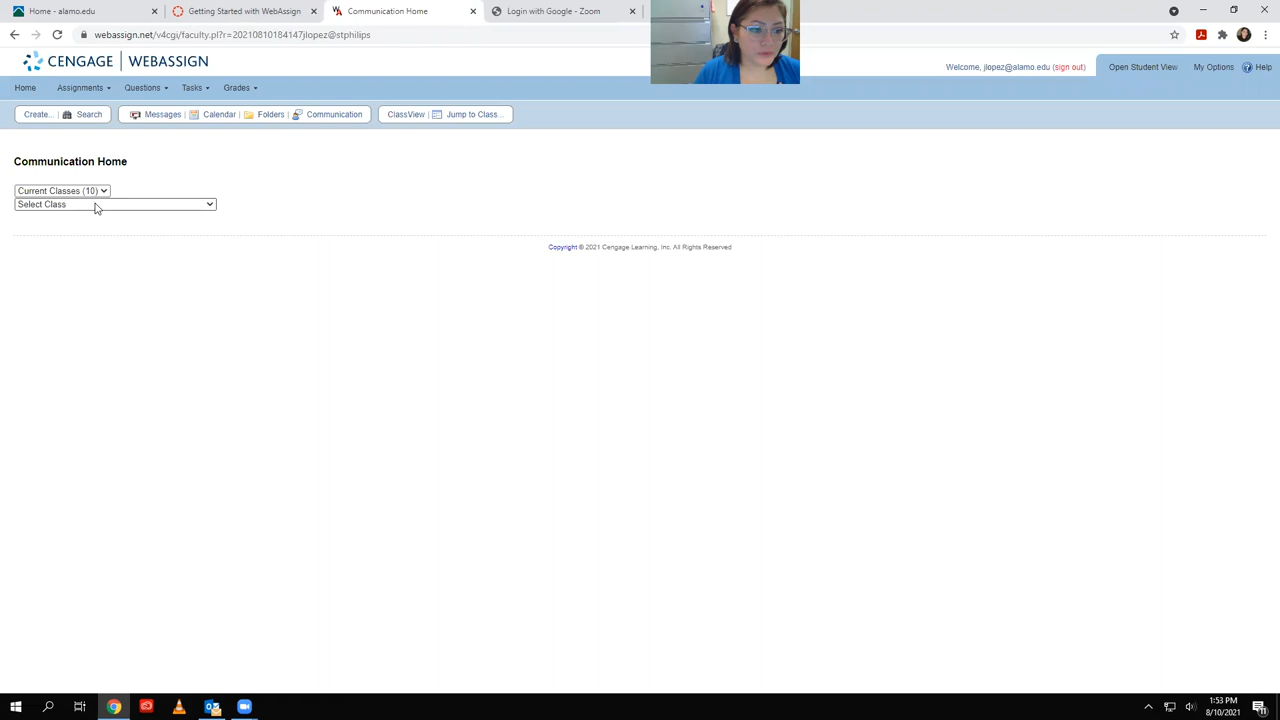 Home - alamo.edu
Getting Started with WebAssign
Communication Home
Login with Google - Zoom
webassign.net/v4cgi/faculty.pl?r=20210810184147jlopez@stphilips
CENGAGE | WEBASSIGN
Welcome, jlopez@alamo.edu (sign out)
Open Student View
My Options
Help
Home
Assignments
Questions
Tasks
Grades
Create...
Search
Messages
Calendar
Folders
Communication
ClassView
Jump to Class...
Communication Home
Current Classes (10)
Select Class
Copyright © 2021 Cengage Learning, Inc. All Rights Reserved
1:53 PM
8/10/2021